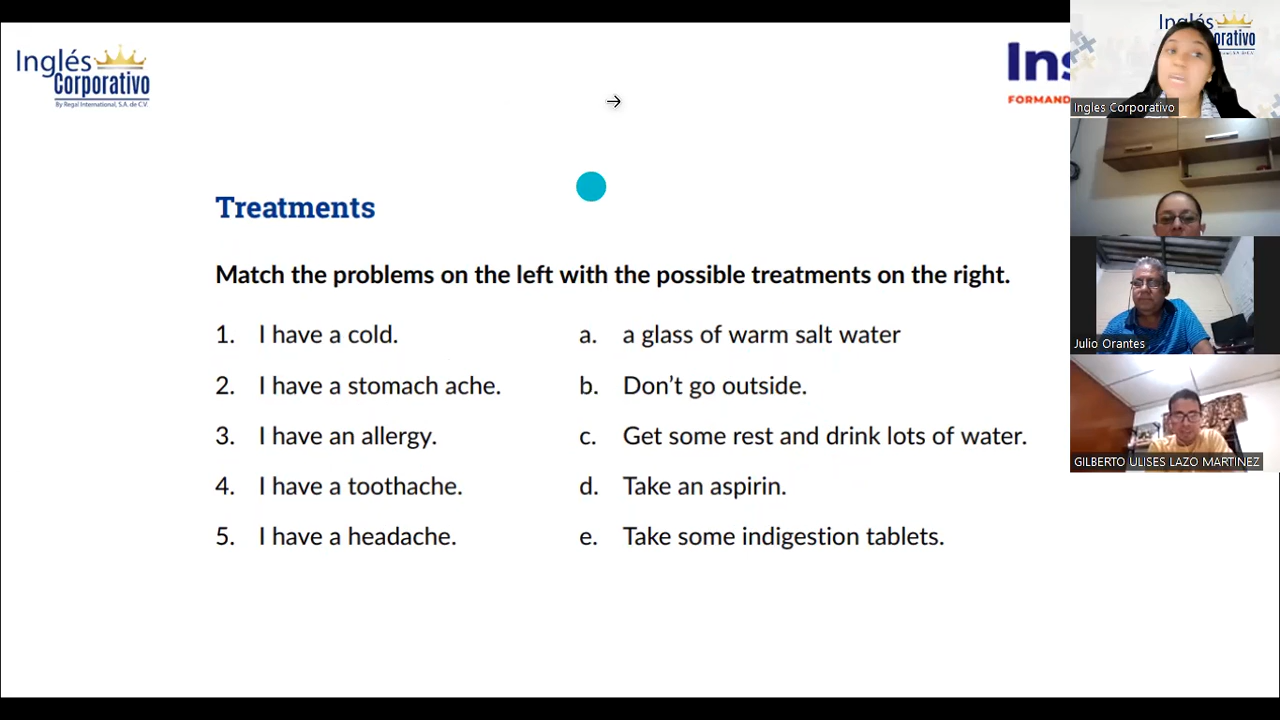 Inglés
Corporativo
By Regal International, S.A. de C.V.
Ins
FORMAND
Inglés
orativo
Ingles Corporativo
Julio Orantes
GILBERTO ULISES LAZO MARTINEZ
Treatments
Match the problems on the left with the possible treatments on the right.
1. I have a cold.
a. a glass of warm salt water
2. I have a stomach ache.
b. Don’t go outside.
3. I have an allergy.
c. Get some rest and drink lots of water.
4. I have a toothache.
d. Take an aspirin.
5. I have a headache.
e. Take some indigestion tablets.